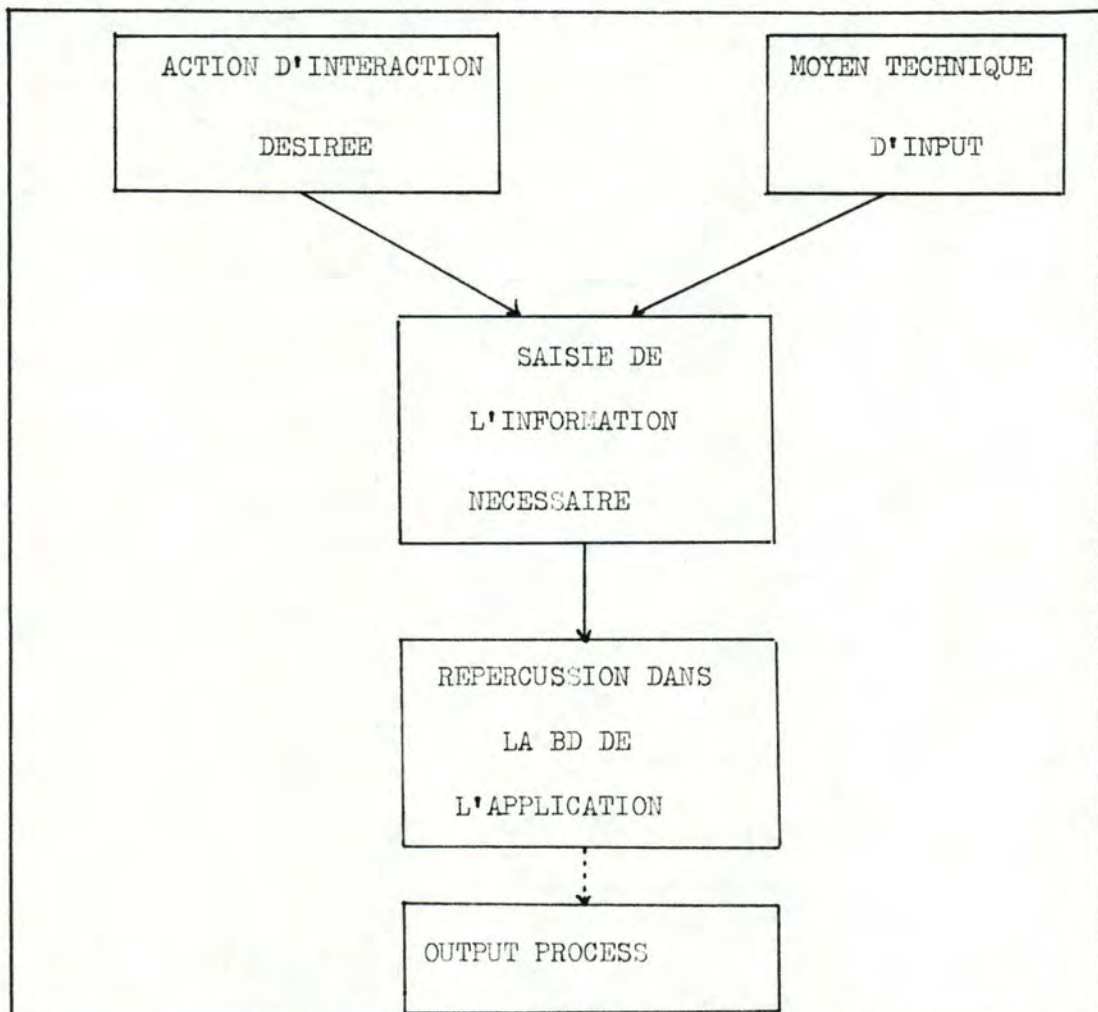 ACTION D'INTERACTION
DESIREE
MOYEN TECHNIQUE
D'INPUT
SAISIE DE
L'INFORMATION
NECESSAIRE
REPERCUSSION DANS
LA BD DE
L'APPLICATION
OUTPUT PROCESS